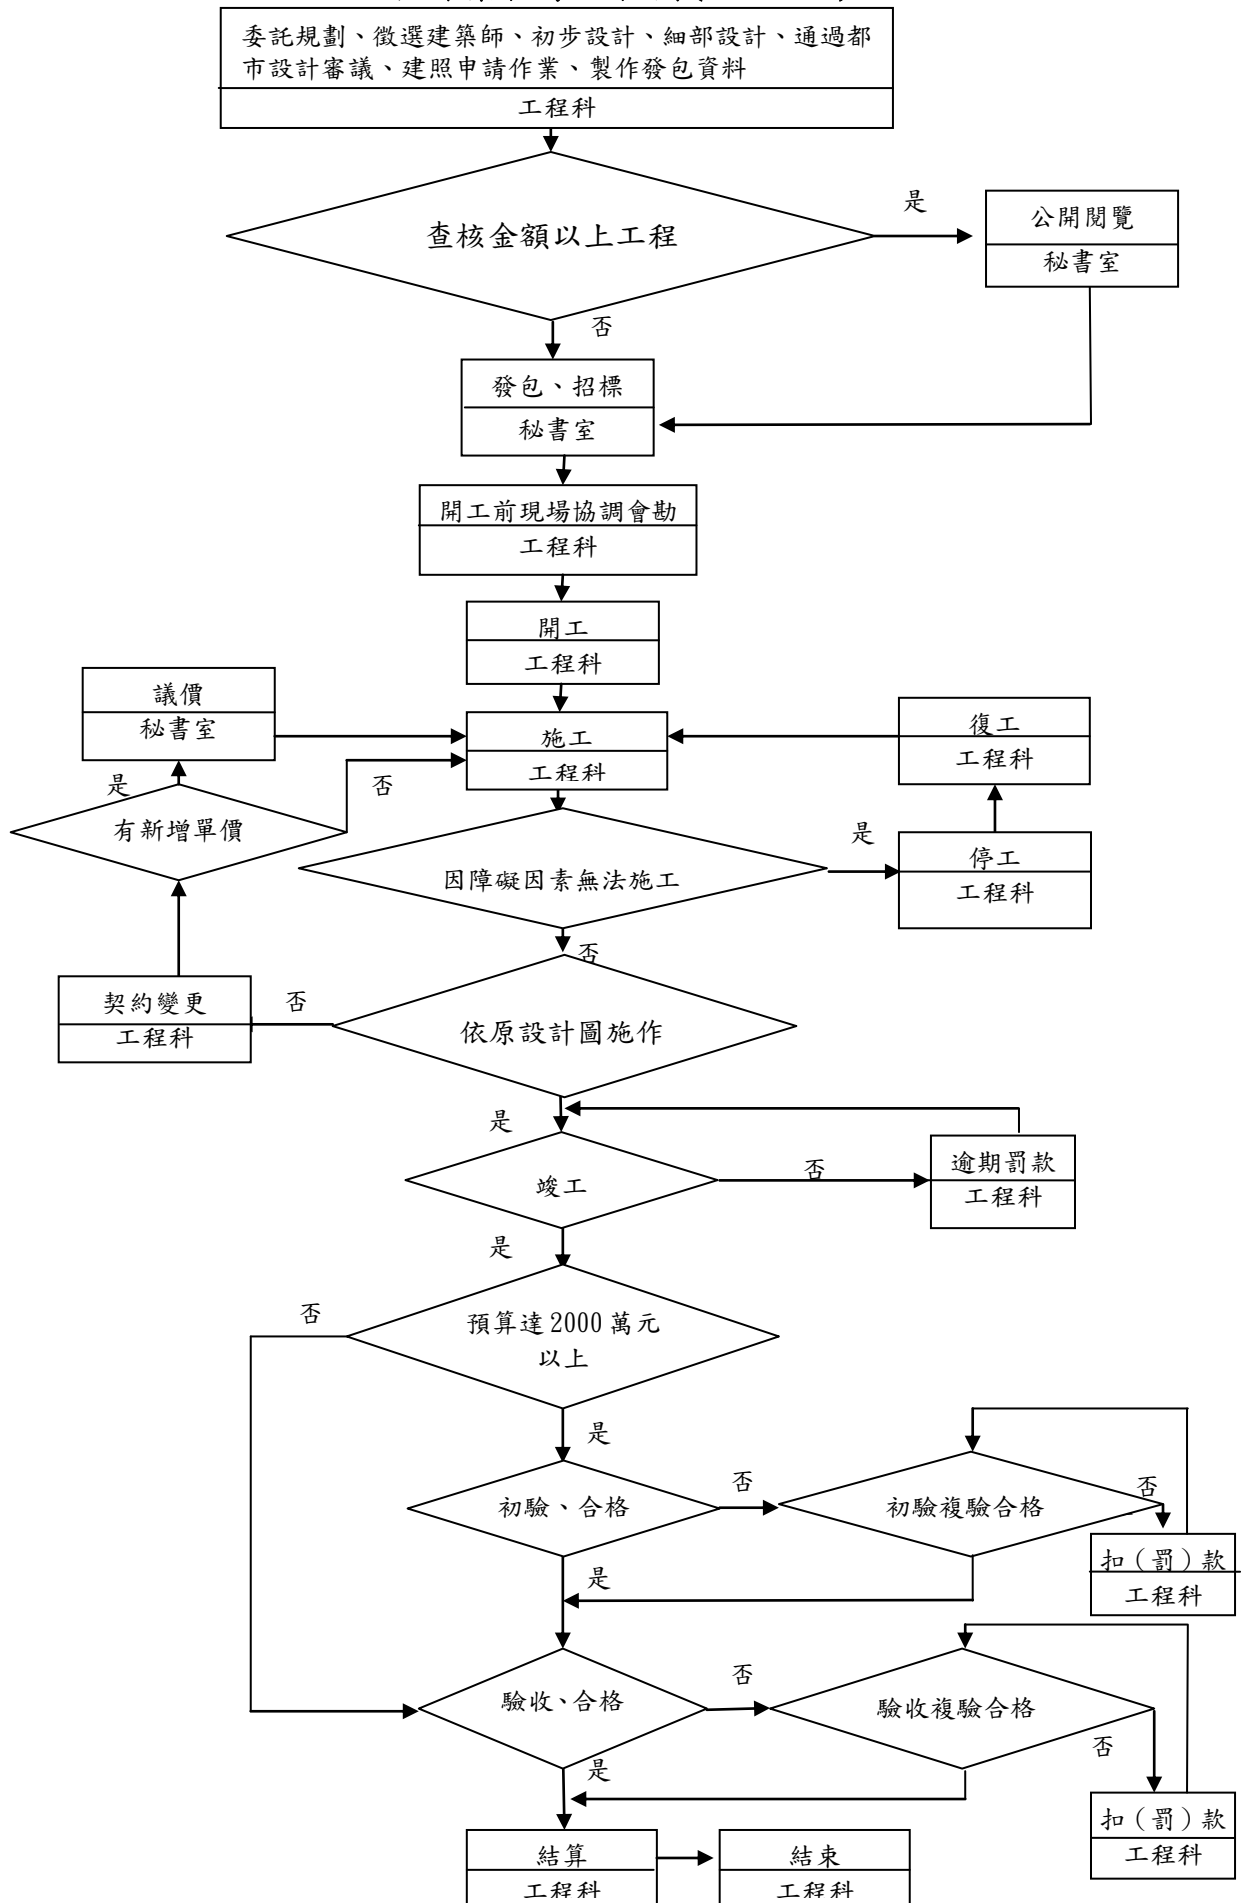 委託規劃、徵選建築師、初步設計、細部設計、通過都
市設計審議、建照申請作業、製作發包資料
工程科
查核金額以上工程
是
公開閱覽
秘書室
否
發包、招標
秘書室
開工前現場協調會勘
工程科
開工
工程科
議價
秘書室
施工
工程科
復工
工程科
是
否
有新增單價
因障礙因素無法施工
是
停工
工程科
否
契約變更
工程科
否
依原設計圖施作
是
竣工
否
逾期罰款
工程科
是
否
預算達2000萬元
以上
是
初驗、合格
否
初驗複驗合格
否
扣（罰）款
工程科
是
驗收、合格
否
驗收複驗合格
否
扣（罰）款
工程科
是
結算
工程科
結束
工程科